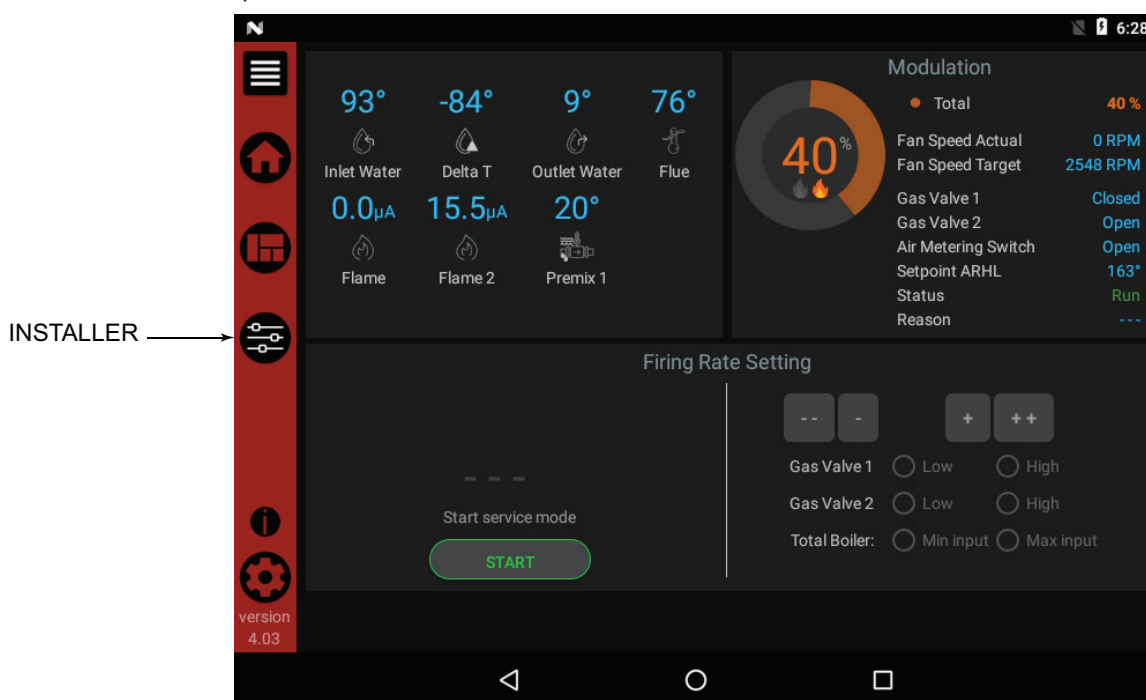 6:28
93° -84° 9° 76°
Inlet Water Delta T Outlet Water Flue
0.0µA 15.5µA 20°
Flame Flame 2 Premix 1
Modulation
40%
Total 40 %
Fan Speed Actual 0 RPM
Fan Speed Target 2548 RPM
Gas Valve 1 Closed
Gas Valve 2 Open
Air Metering Switch Open
Setpoint ARHL 163°
Status Run
Reason ---
INSTALLER
Firing Rate Setting
---
Start service mode
START
-- - + ++
Gas Valve 1 Low High
Gas Valve 2 Low High
Total Boiler: Min input Max input
version
4.03